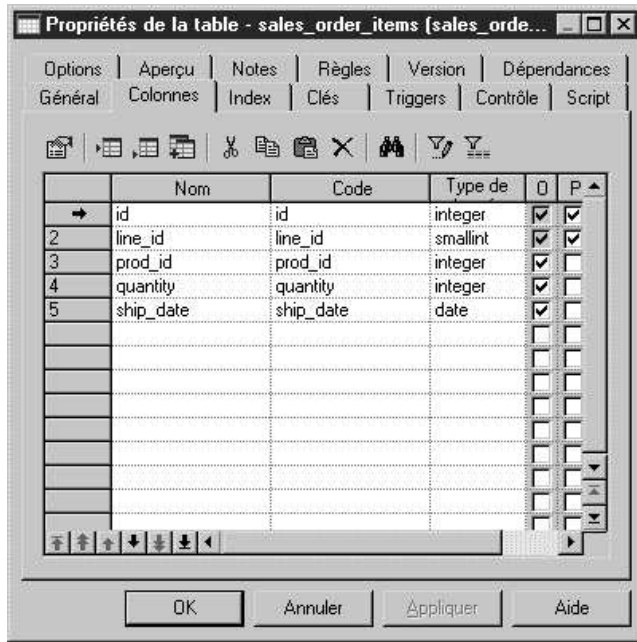 Propriétés de la table - sales_order_items (sales_orde...
Options Aperçu Notes Règles Version Dépendances
Général Colonnes Index Clés Triggers Contrôle Script
Nom Code Type de O P
id id integer
2 line_id line_id smallint
3 prod_id prod_id integer
4 quantity quantity integer
5 ship_date ship_date date
OK Annuler Appliquer Aide